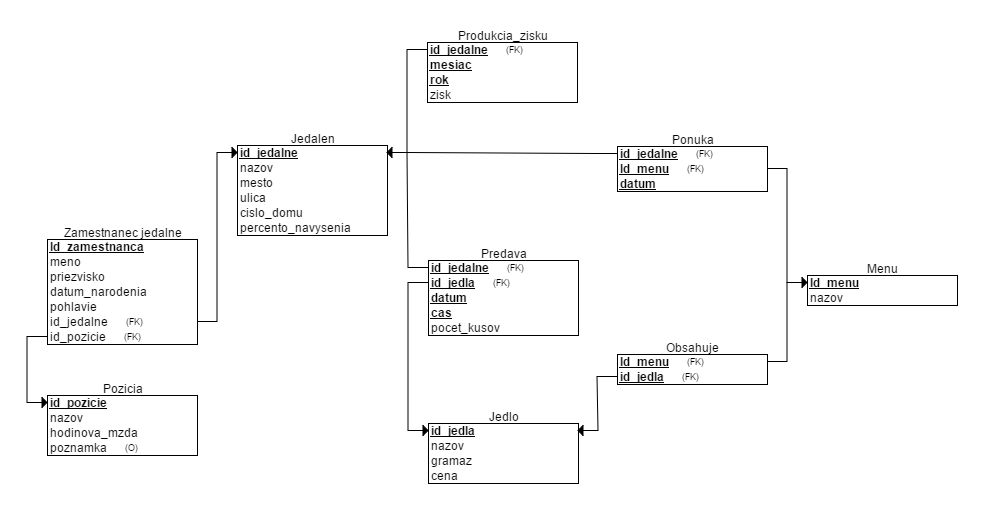 Produkcia_zisku
id_jedalne (FK)
mesiac
rok
zisk
Jedalen
id_jedalne
nazov
mesto
ulica
cislo_domu
percento_navysenia
Ponuka
id_jedalne (FK)
Id_menu (FK)
datum
Zamestnanec jedalne
Id_zamestnanca
meno
priezvisko
datum_narodenia
pohlavie
id_jedalne (FK)
id_pozicie (FK)
Predava
id_jedalne (FK)
id_jedla (FK)
datum
cas
pocet_kusov
Menu
Id_menu
nazov
Obsahuje
Id_menu (FK)
id_jedla (FK)
Pozicia
id_pozicie
nazov
hodinova_mzda
poznamka (O)
Jedlo
id_jedla
nazov
gramaz
cena